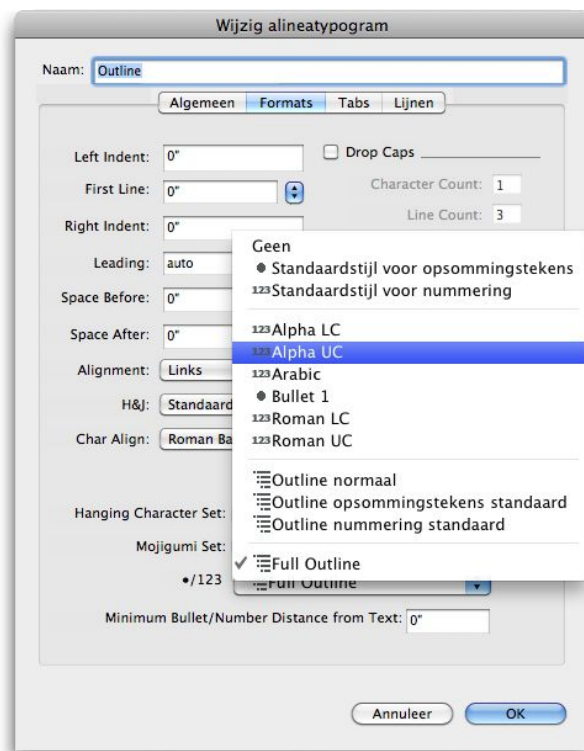 Wijzig alineatypogram
Naam: Outline
Algemeen Formats Tabs Lijnen
Left Indent: 0"
Drop Caps
First Line: 0"
Character Count: 1
Right Indent: 0"
Line Count: 3
Geen
Leading: auto
Standaardstijl voor opsommingstekens
Space Before: 0"
123 Standaardstijl voor nummering
Space After: 0"
123 Alpha LC
123 Alpha UC
Alignment: Links
123 Arabic
Bullet 1
H&J: Standaard
123 Roman LC
Char Align: Roman Ba
123 Roman UC
Outline normaal
Outline opsommingstekens standaard
Hanging Character Set:
Outline nummering standaard
Mojigumi Set:
Full Outline
•/123 Full Outline
Minimum Bullet/Number Distance from Text: 0"
Annuleer OK